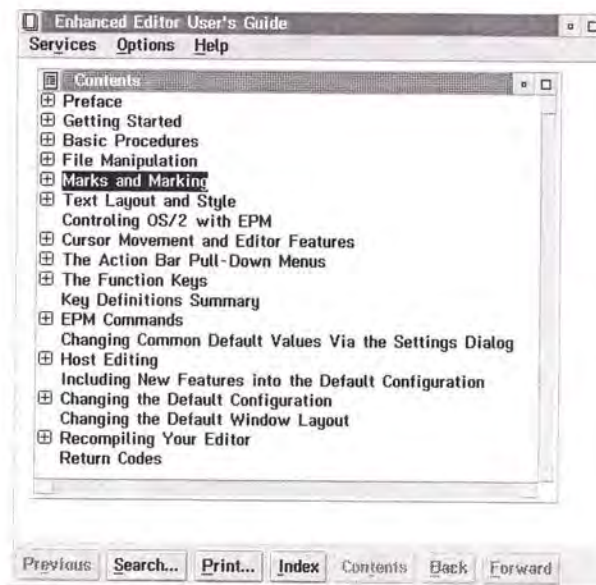 Enhanced Editor User's Guide
Services Options Help
Contents
Preface
Getting Started
Basic Procedures
File Manipulation
Marks and Marking
Text Layout and Style
Controling OS/2 with EPM
Cursor Movement and Editor Features
The Action Bar Pull-Down Menus
The Function Keys
Key Definitions Summary
EPM Commands
Changing Common Default Values Via the Settings Dialog
Host Editing
Including New Features into the Default Configuration
Changing the Default Configuration
Changing the Default Window Layout
Recompiling Your Editor
Return Codes
Previous Search... Print... Index Contents Back Forward